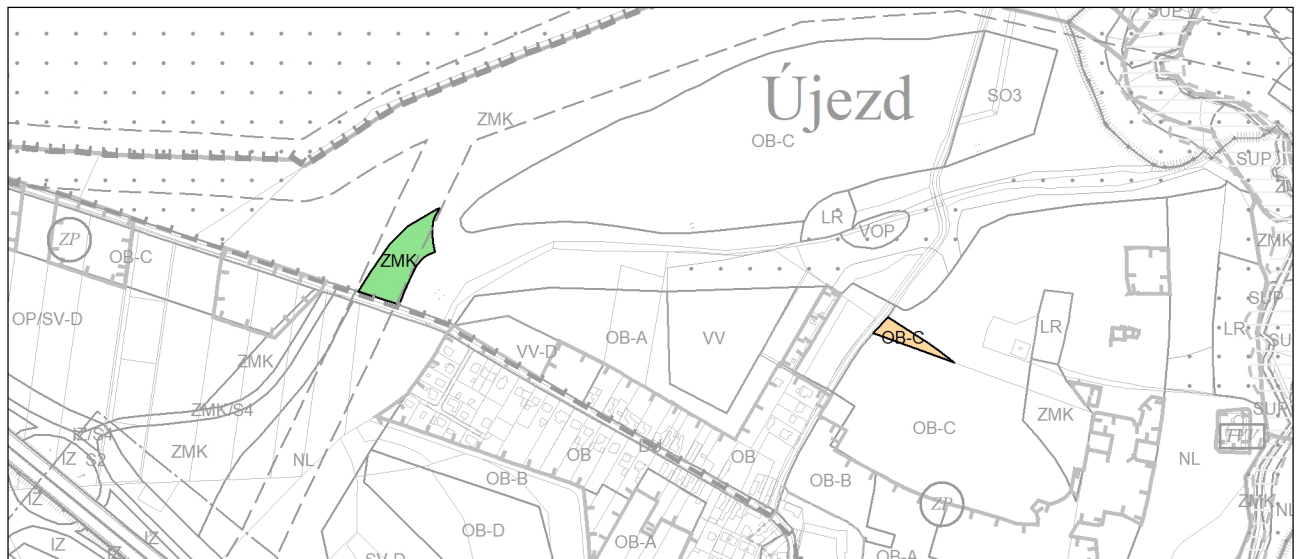 SUP
Újezd
SO3
ZMK
OB-C
SUP
LR
VOP
ZP
OB-C
ZMK
ZMK
OP/SV-D
SUP
OB-C
OB-A
VV
LR
LR
VV-D
ZMK
ZMK/S4
ZMK
SUP
OB-C
IZ/S4
IZ
S2
ZMK
NL
OB
OB
NL
OB-B
OB-B
ZP
IZ
ZMK
OB-D
IZ
IZ
OB-A
SV-D
OB-A